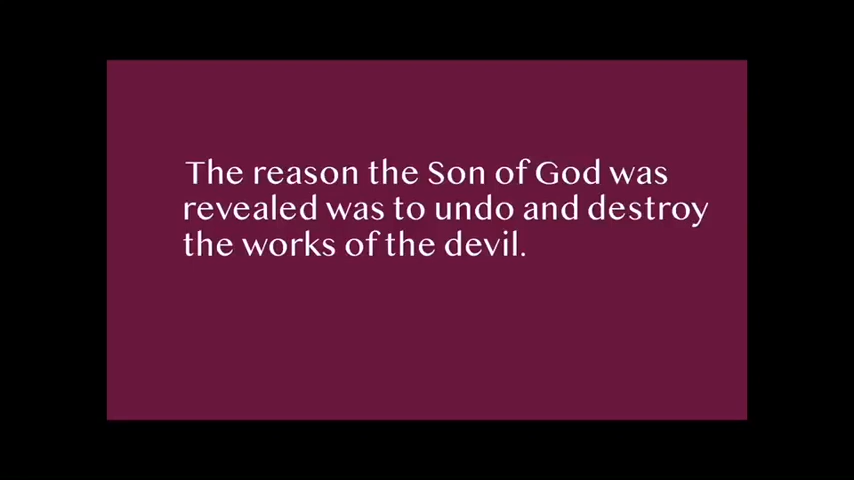 The reason the Son of God was
revealed was to undo and destroy
the works of the devil.